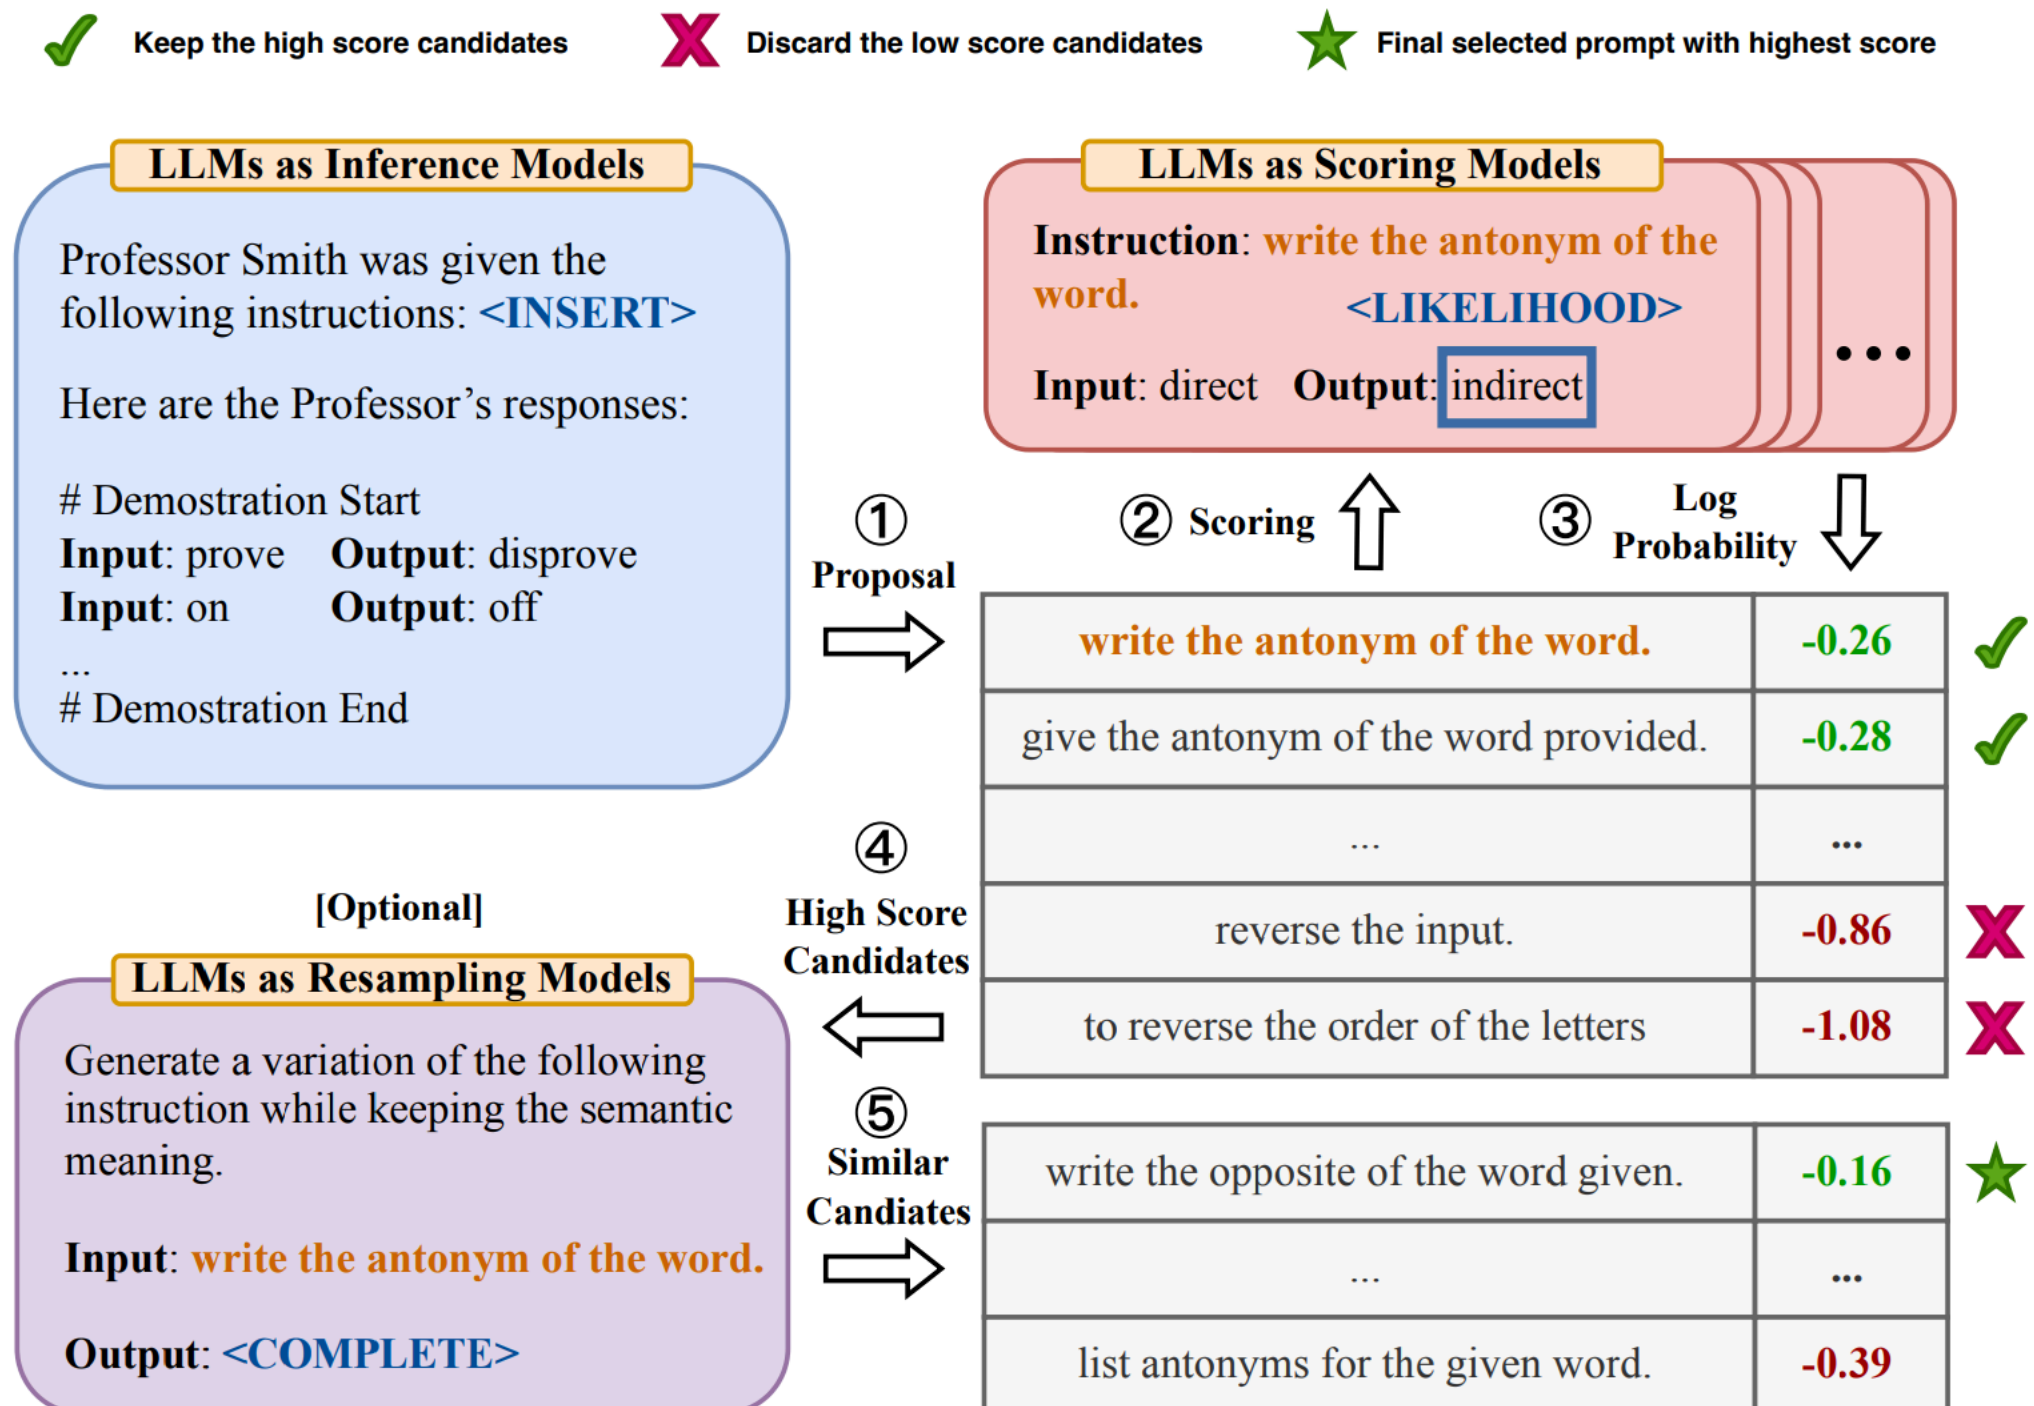 Keep the high score candidates
Discard the low score candidates
Final selected prompt with highest score
LLMs as Inference Models
Professor Smith was given the
following instructions: <INSERT>
Here are the Professor's responses:
# Demostration Start
Input: prove Output: disprove
Input: on Output: off
...
# Demostration End
LLMs as Scoring Models
Instruction: write the antonym of the
word.
<LIKELIHOOD>
Input: direct Output: indirect
...
① Proposal
② Scoring
③ Log
Probability
write the antonym of the word. -0.26
give the antonym of the word provided. -0.28
... ...
reverse the input. -0.86
to reverse the order of the letters -1.08
④
High Score
Candidates
[Optional]
LLMs as Resampling Models
Generate a variation of the following
instruction while keeping the semantic
meaning.
Input: write the antonym of the word.
Output: <COMPLETE>
⑤
Similar
Candiates
write the opposite of the word given. -0.16
... ...
list antonyms for the given word. -0.39